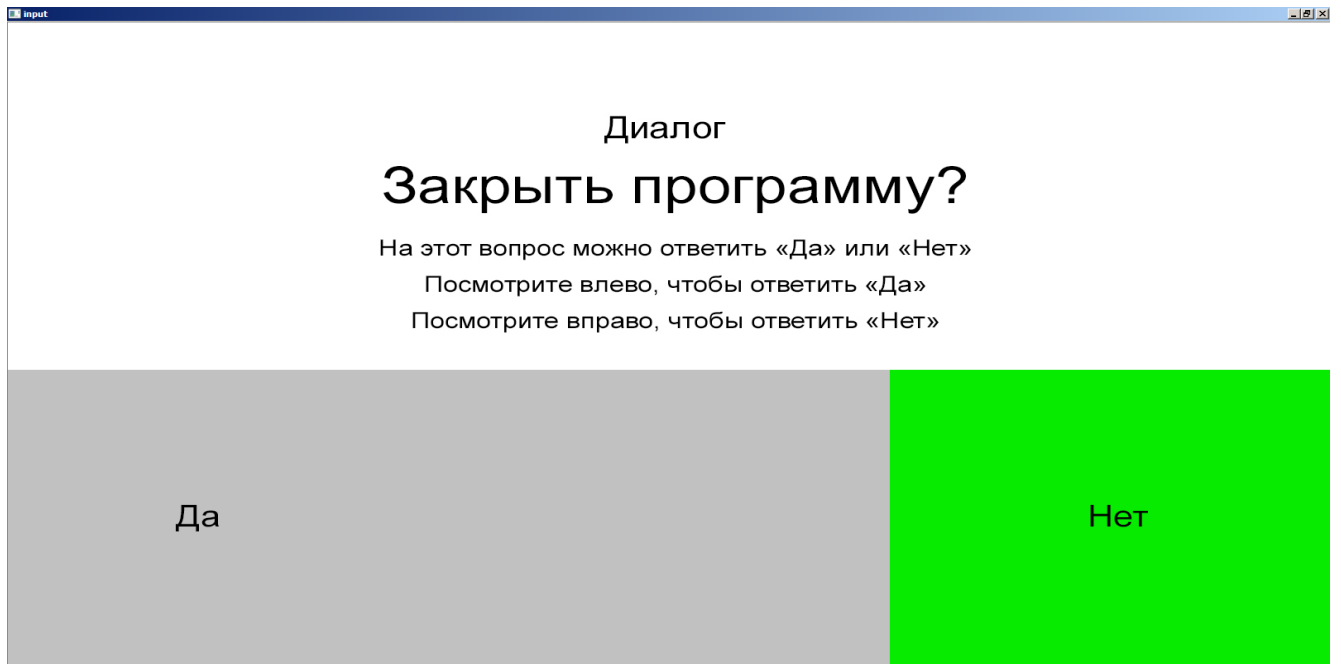 input
Диалог
Закрыть программу?
На этот вопрос можно ответить «Да» или «Нет»
Посмотрите влево, чтобы ответить «Да»
Посмотрите вправо, чтобы ответить «Нет»
Да
Нет